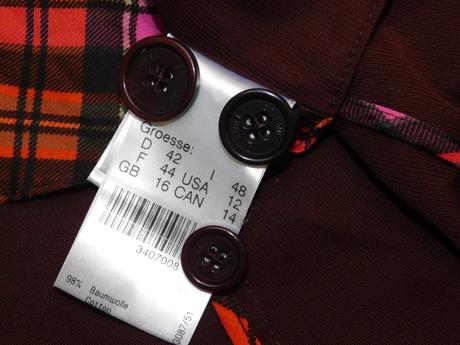 Groesse:
D 42 I 48
F 44 USA 12
GB 16 CAN 14
3407008
98% Baumwolle
Cotton